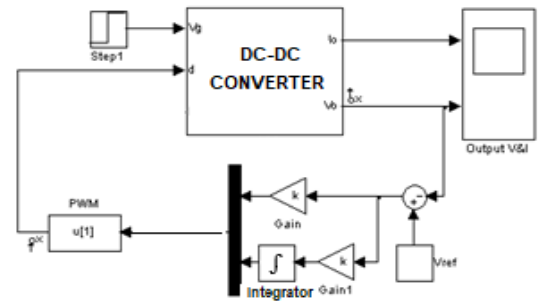 Step1
Vg
d
DC-DC
CONVERTER
Io
Vo
Output V&I
PWM
u[1]
k
Gain
k
Gain1
∫
Integrator
+
-
Vref